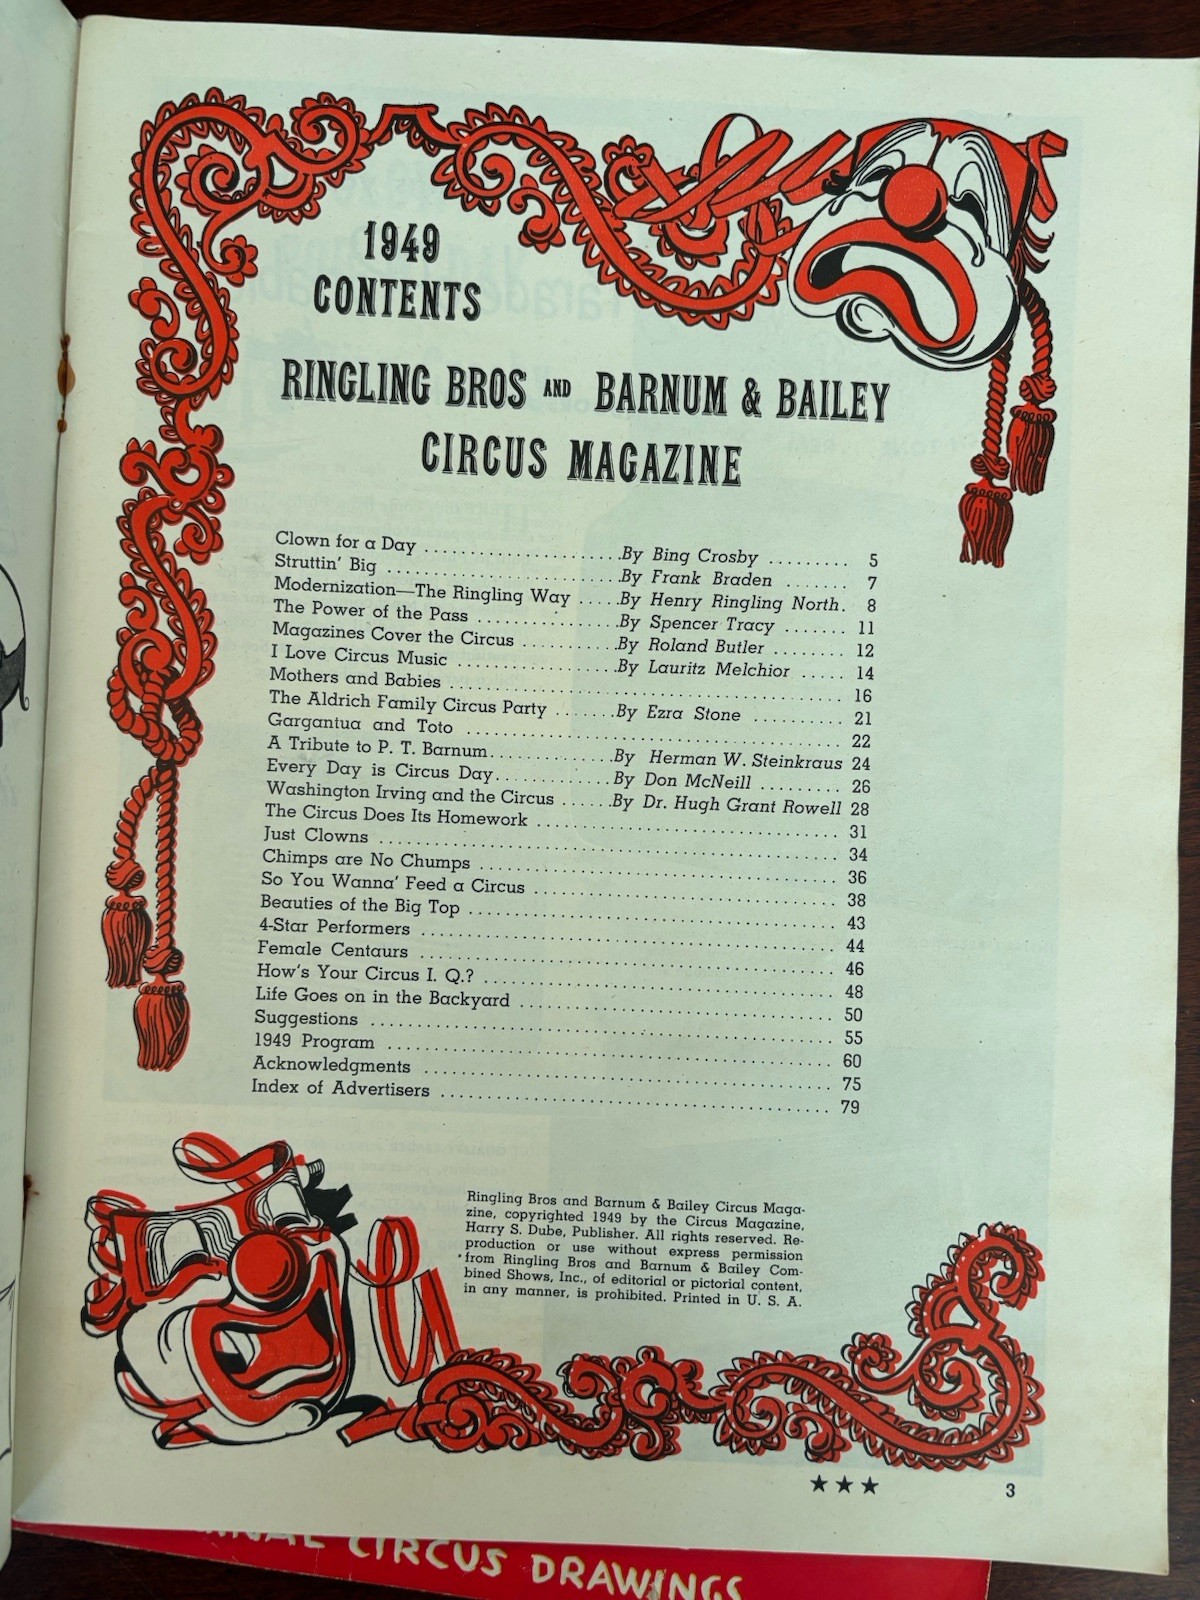 1949
CONTENTS
RINGLING BROS AND BARNUM & BAILEY
CIRCUS MAGAZINE
Clown for a Day ..................... By Bing Crosby ......... 5
Struttin' Big ......................... By Frank Braden ....... 7
Modernization—The Ringling Way ..... By Henry Ringling North. 8
The Power of the Pass ............... By Spencer Tracy ....... 11
Magazines Cover the Circus ........... By Roland Butler ........ 12
I Love Circus Music ................. By Lauritz Melchior ..... 14
Mothers and Babies ........................................ 16
The Aldrich Family Circus Party ....... By Ezra Stone .......... 21
Gargantua and Toto ........................................ 22
A Tribute to P. T. Barnum............. By Herman W. Steinkraus 24
Every Day is Circus Day............ By Don McNeill ......... 26
Washington Irving and the Circus ...... By Dr. Hugh Grant Rowell 28
The Circus Does Its Homework ................................. 31
Just Clowns ................................................ 34
Chimps are No Chumps ...................................... 36
So You Wanna' Feed a Circus ................................. 38
Beauties of the Big Top ....................................... 43
4-Star Performers ............................................ 44
Female Centaurs ............................................ 46
How's Your Circus I. Q.? ..................................... 48
Life Goes on in the Backyard ................................. 50
Suggestions ................................................. 55
1949 Program ............................................... 60
Acknowledgments ............................................ 75
Index of Advertisers .......................................... 79
Ringling Bros and Barnum & Bailey Circus Maga-
zine, copyrighted 1949 by the Circus Magazine,
Harry S. Dube, Publisher. All rights reserved. Re-
production or use without express permission
from Ringling Bros and Barnum & Bailey Com-
bined Shows, Inc., of editorial or pictorial content,
in any manner, is prohibited. Printed in U. S. A.
★★★ 3
CIRCUS DRAWINGS